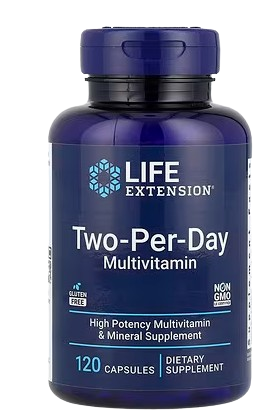 LIFE
EXTENSION®
Two-Per-Day
Multivitamin
GLUTEN
FREE
NON
GMO
High Potency Multivitamin
& Mineral Supplement
120 CAPSULES
DIETARY
SUPPLEMENT